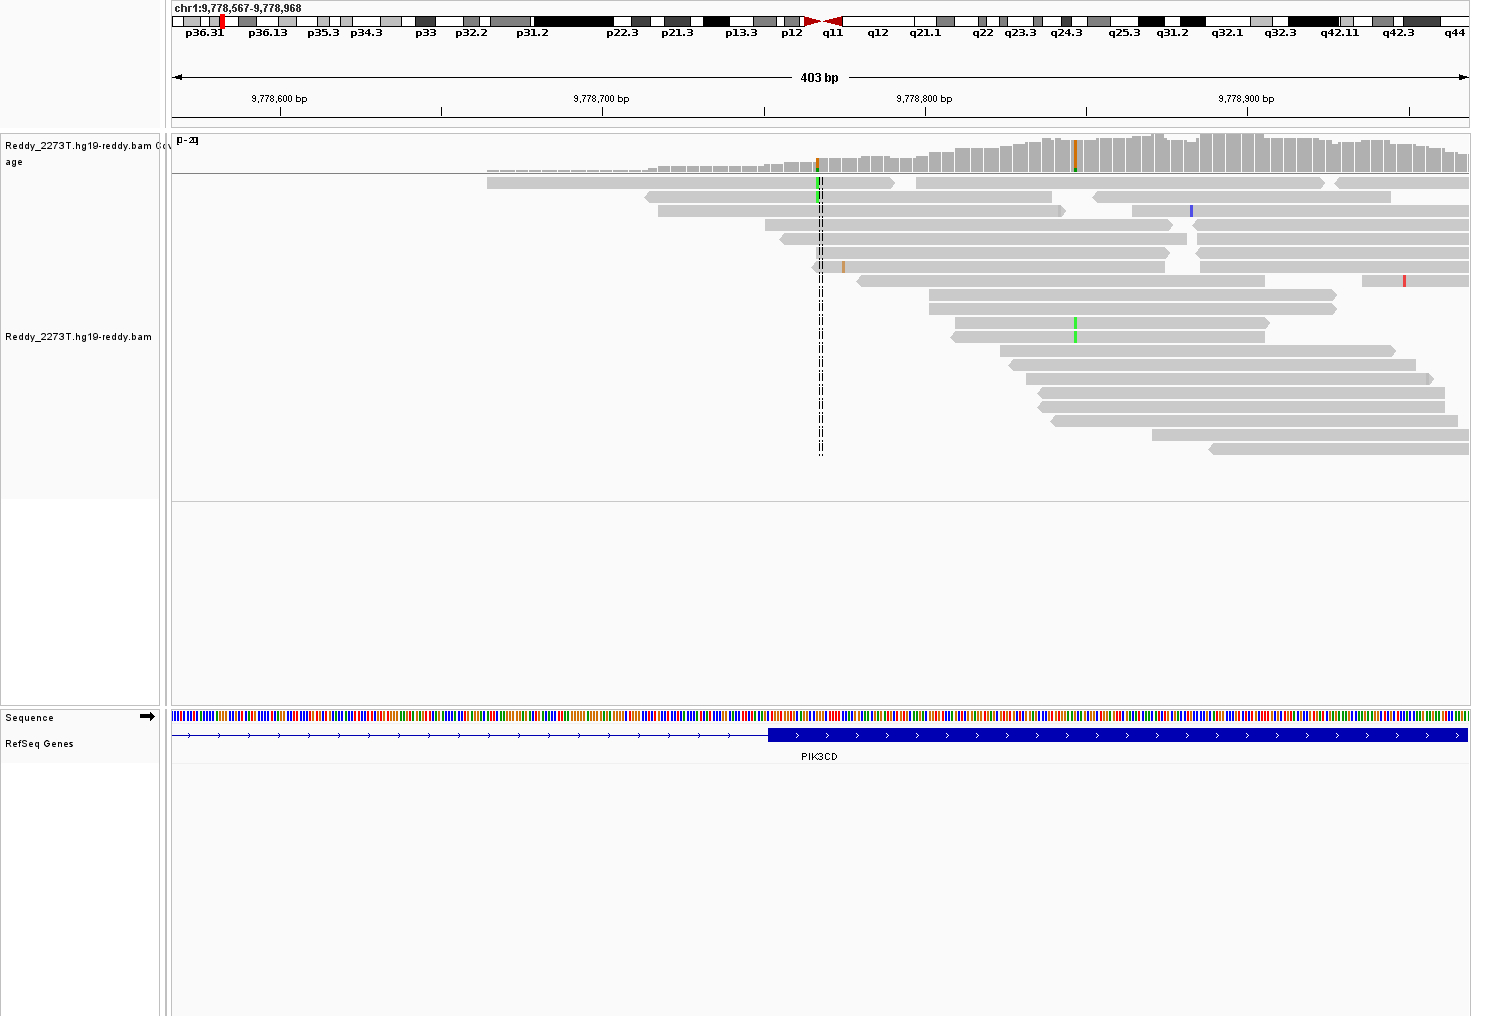 chr1:9,778,567-9,778,968
p36.31 p36.13 p35.3 p34.3 p33 p32.2 p31.2 p22.3 p21.3 p13.3 p12 q11 q12 q21.1 q22 q23.3 q24.3 q25.3 q31.2 q32.1 q32.3 q42.11 q42.3 q44
403 bp
9,778,600 bp 9,778,700 bp 9,778,800 bp 9,778,900 bp
[0 - 20]
Reddy_2273T.hg19-reddy.bam Cov
age
Reddy_2273T.hg19-reddy.bam
Sequence
RefSeq Genes
PIK3CD